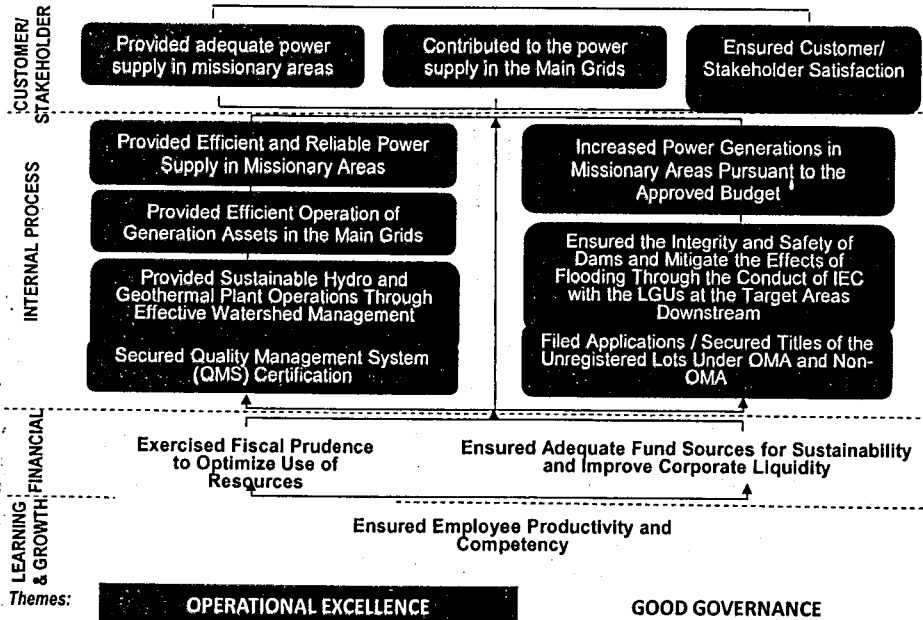 CUSTOMER/
STAKEHOLDER
Provided adequate power
supply in missionary areas
Contributed to the power
supply in the Main Grids
Ensured Customer/
Stakeholder Satisfaction
INTERNAL PROCESS
Provided Efficient and Reliable Power
Supply in Missionary Areas
Provided Efficient Operation of
Generation Assets in the Main Grids
Provided Sustainable Hydro and
Geothermal Plant Operations Through
Effective Watershed Management
Secured Quality Management System
(QMS) Certification
Increased Power Generations in
Missionary Areas Pursuant to the
Approved Budget
Ensured the Integrity and Safety of
Dams and Mitigate the Effects of
Flooding Through the Conduct of IEC
with the LGUs at the Target Areas
Downstream
Filed Applications / Secured Titles of the
Unregistered Lots Under OMA and Non-
OMA
FINANCIAL
Exercised Fiscal Prudence
to Optimize Use of
Resources
Ensured Adequate Fund Sources for Sustainability
and Improve Corporate Liquidity
LEARNING
& GROWTH
Ensured Employee Productivity and
Competency
Themes:
OPERATIONAL EXCELLENCE
GOOD GOVERNANCE